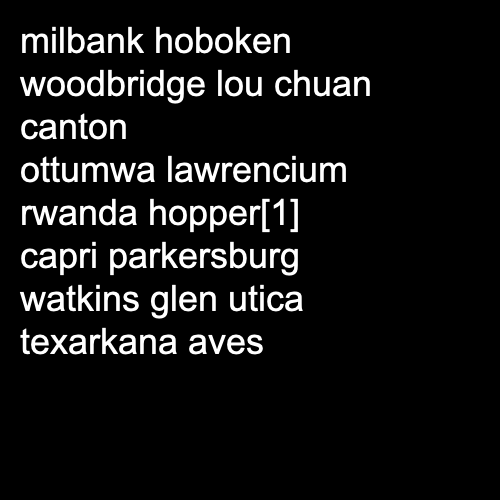 milbank hoboken
woodbridge lou chuan
canton
ottumwa lawrencium
rwanda hopper[1]
capri parkersburg
watkins glen utica
texarkana aves